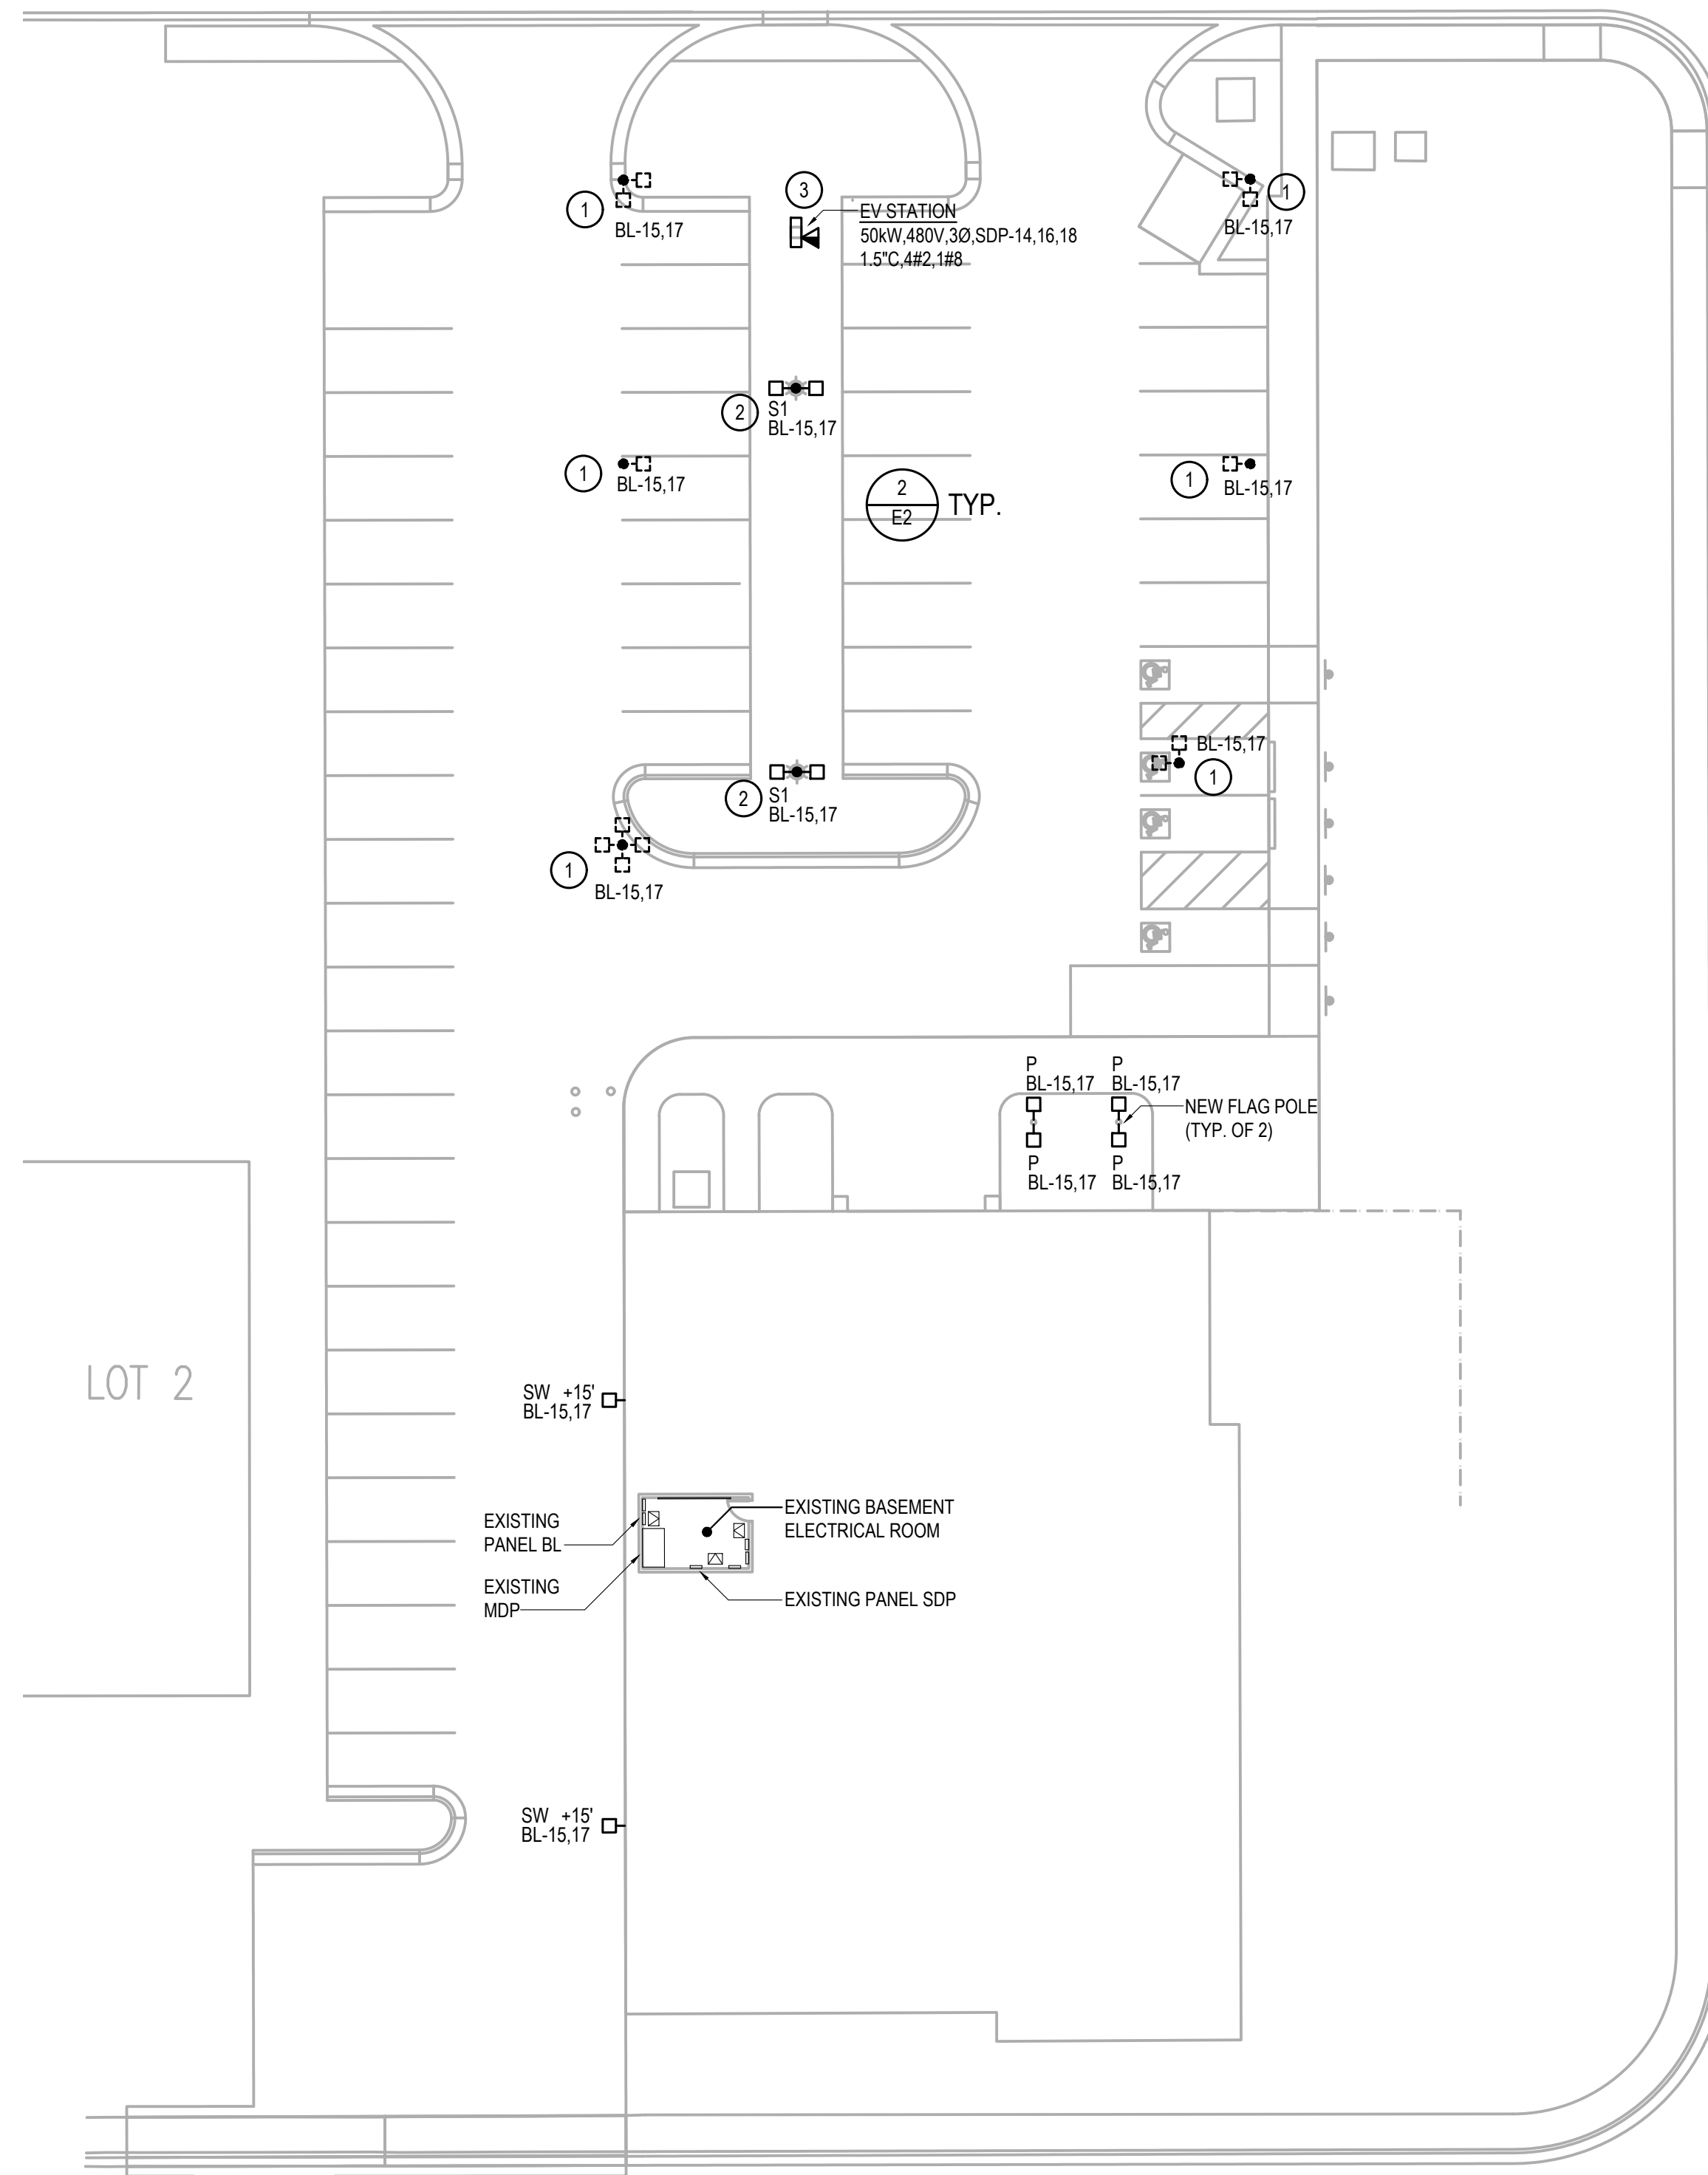 3
1
BL-15,17
EV STATION
50kW,480V,3Ø,SDP-14,16,18
1.5"C,4#2,1#8
1
BL-15,17
2
S1
BL-15,17
1
BL-15,17
2
E2
TYP.
1
BL-15,17
BL-15,17
1
2
S1
BL-15,17
1
BL-15,17
P
BL-15,17
P
BL-15,17
NEW FLAG POLE
(TYP. OF 2)
P
BL-15,17
P
BL-15,17
LOT 2
SW +15'
BL-15,17
EXISTING
PANEL BL
EXISTING BASEMENT
ELECTRICAL ROOM
EXISTING
MDP
EXISTING PANEL SDP
SW +15'
BL-15,17